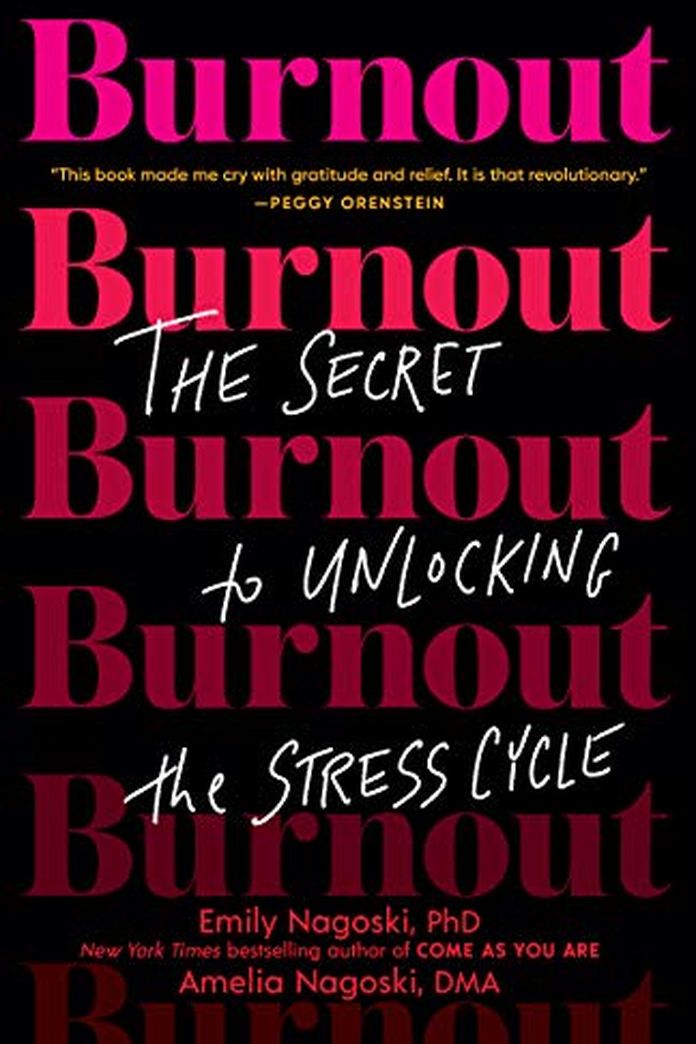 Burnout
"This book made me cry with gratitude and relief. It is that revolutionary."
—PEGGY ORENSTEIN
Burnout
THE SECRET
Burnout
to UNLOCKING
Burnout
the STRESS CYCLE
Burnout
Emily Nagoski, PhD
New York Times bestselling author of COME AS YOU ARE
Amelia Nagoski, DMA
Burnout